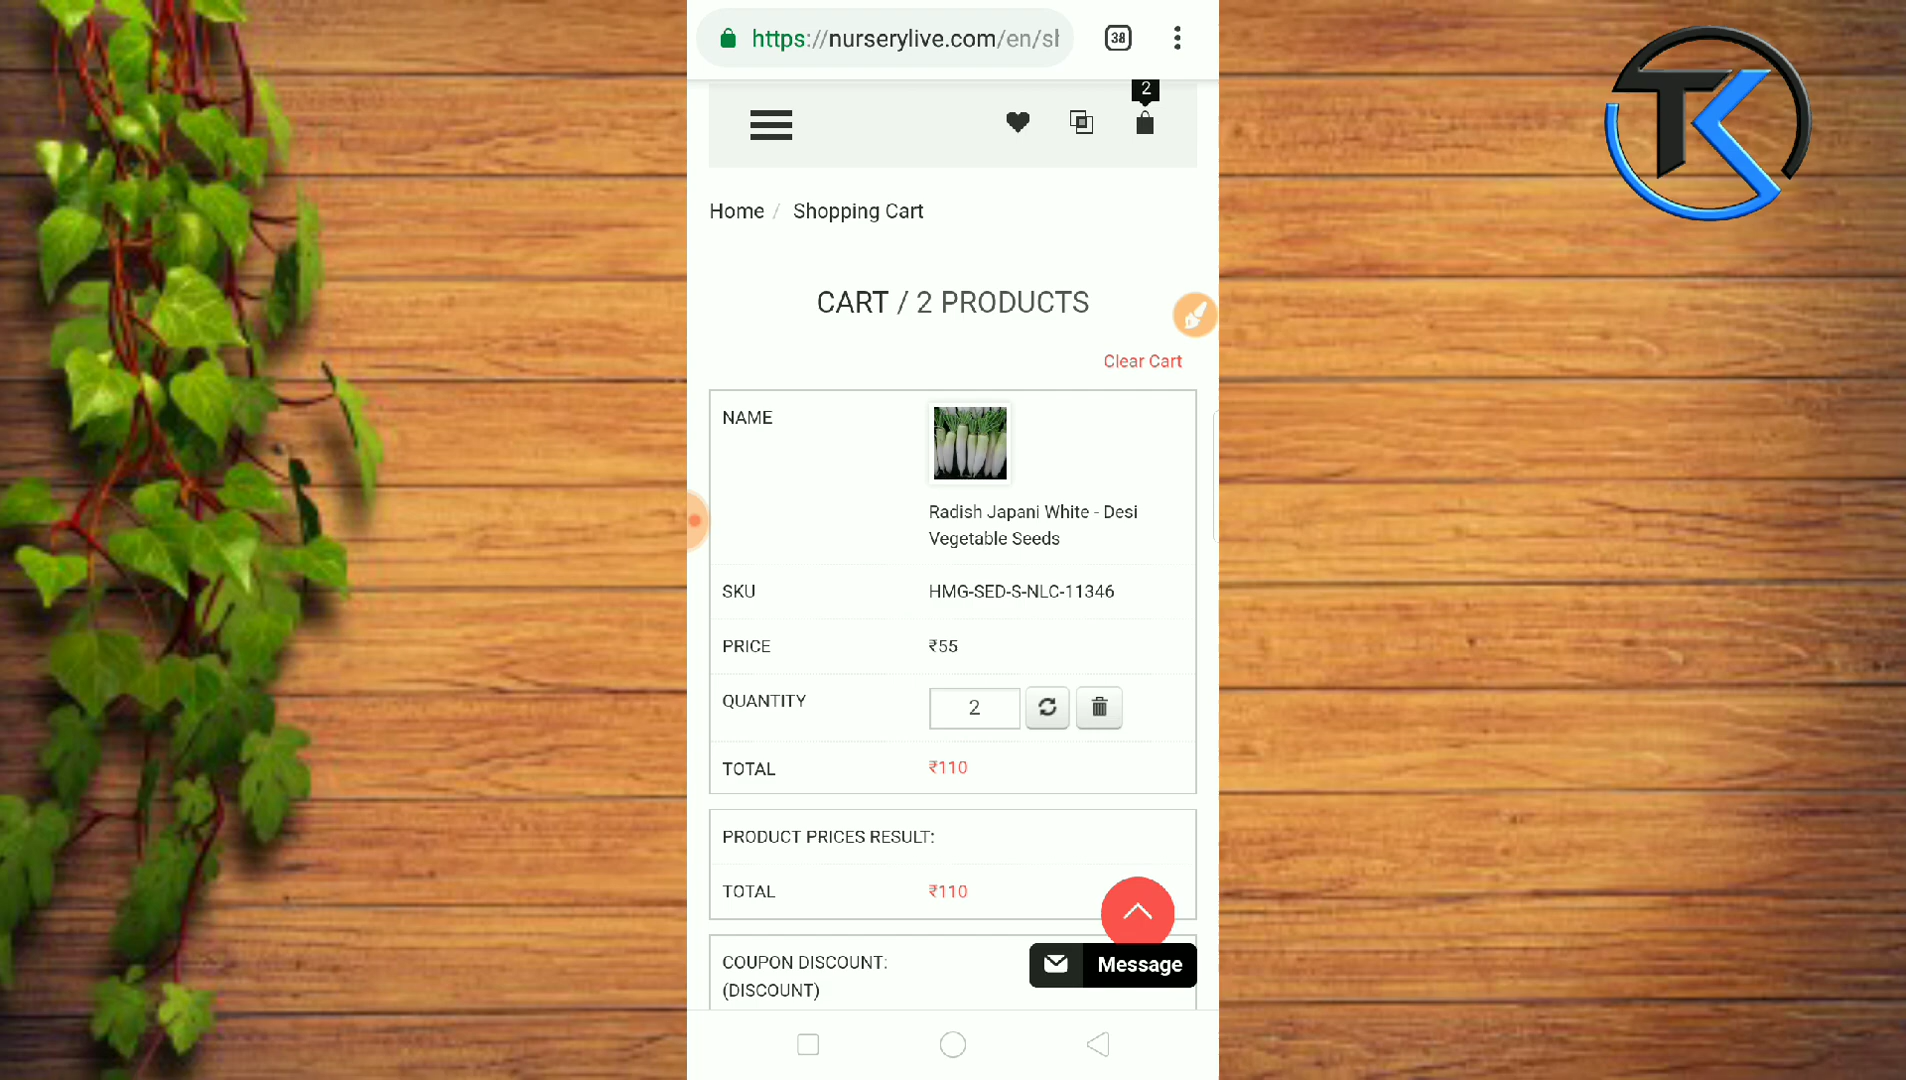 https://nurserylive.com/en/sh
38
2
Home / Shopping Cart
CART / 2 PRODUCTS
Clear Cart
NAME
Radish Japani White - Desi
Vegetable Seeds
SKU HMG-SED-S-NLC-11346
PRICE ₹55
QUANTITY 2
TOTAL ₹110
PRODUCT PRICES RESULT:
TOTAL ₹110
COUPON DISCOUNT:
(DISCOUNT)
Message
TK